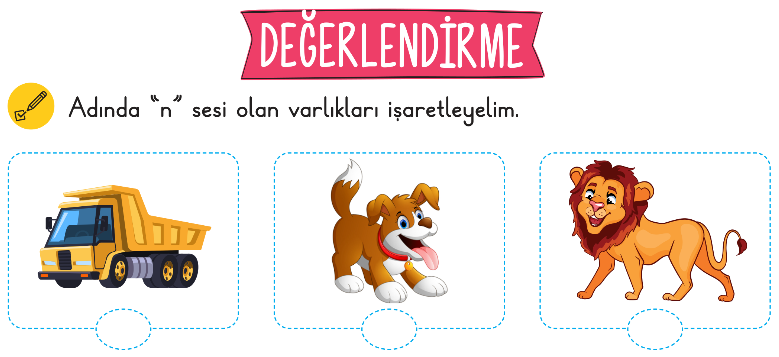 DEĞERLENDİRME
Adında “n” sesi olan varlıkları işaretleyelim.